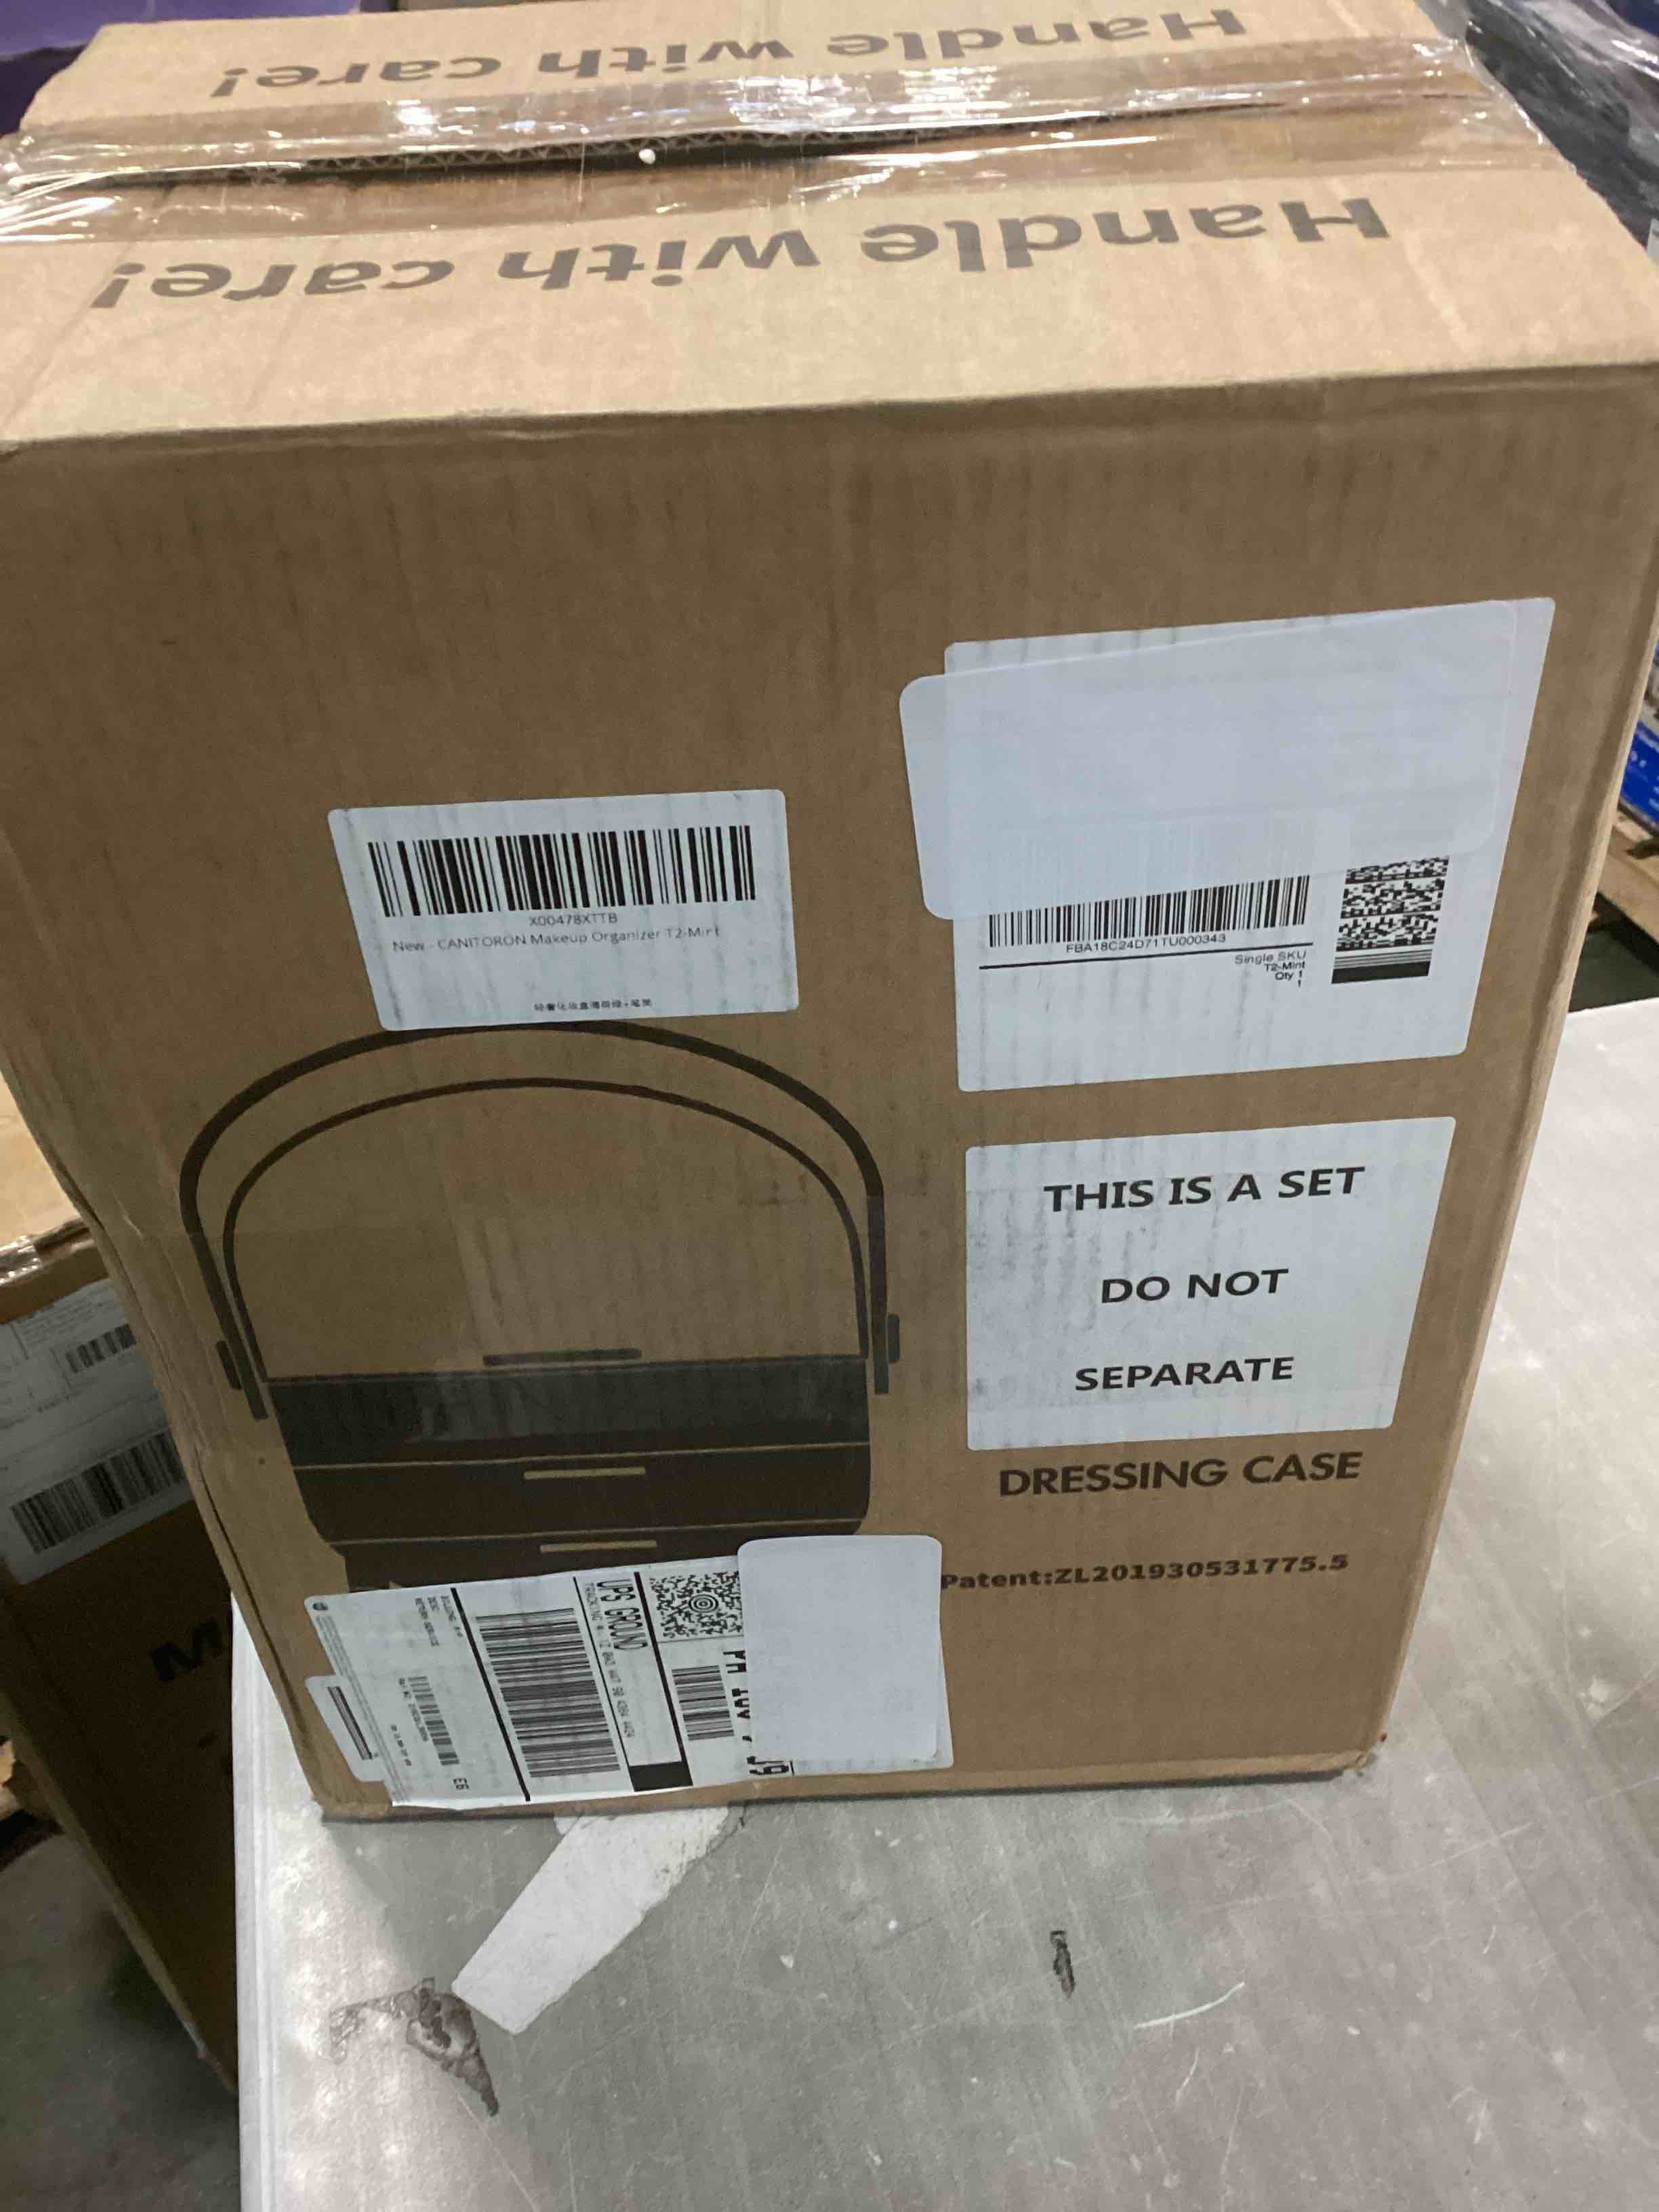 Handle with care!
Handle with care!
X00478XTTB
New - CANITORON Makeup Organizer T2-Mint
FBA18C24D71TU000343
Single SKU
T2-Mint
Qty 1
1
THIS IS A SET
DO NOT
SEPARATE
DRESSING CASE
Patent:ZL201930531775.5
UPS GROUND
E6
M